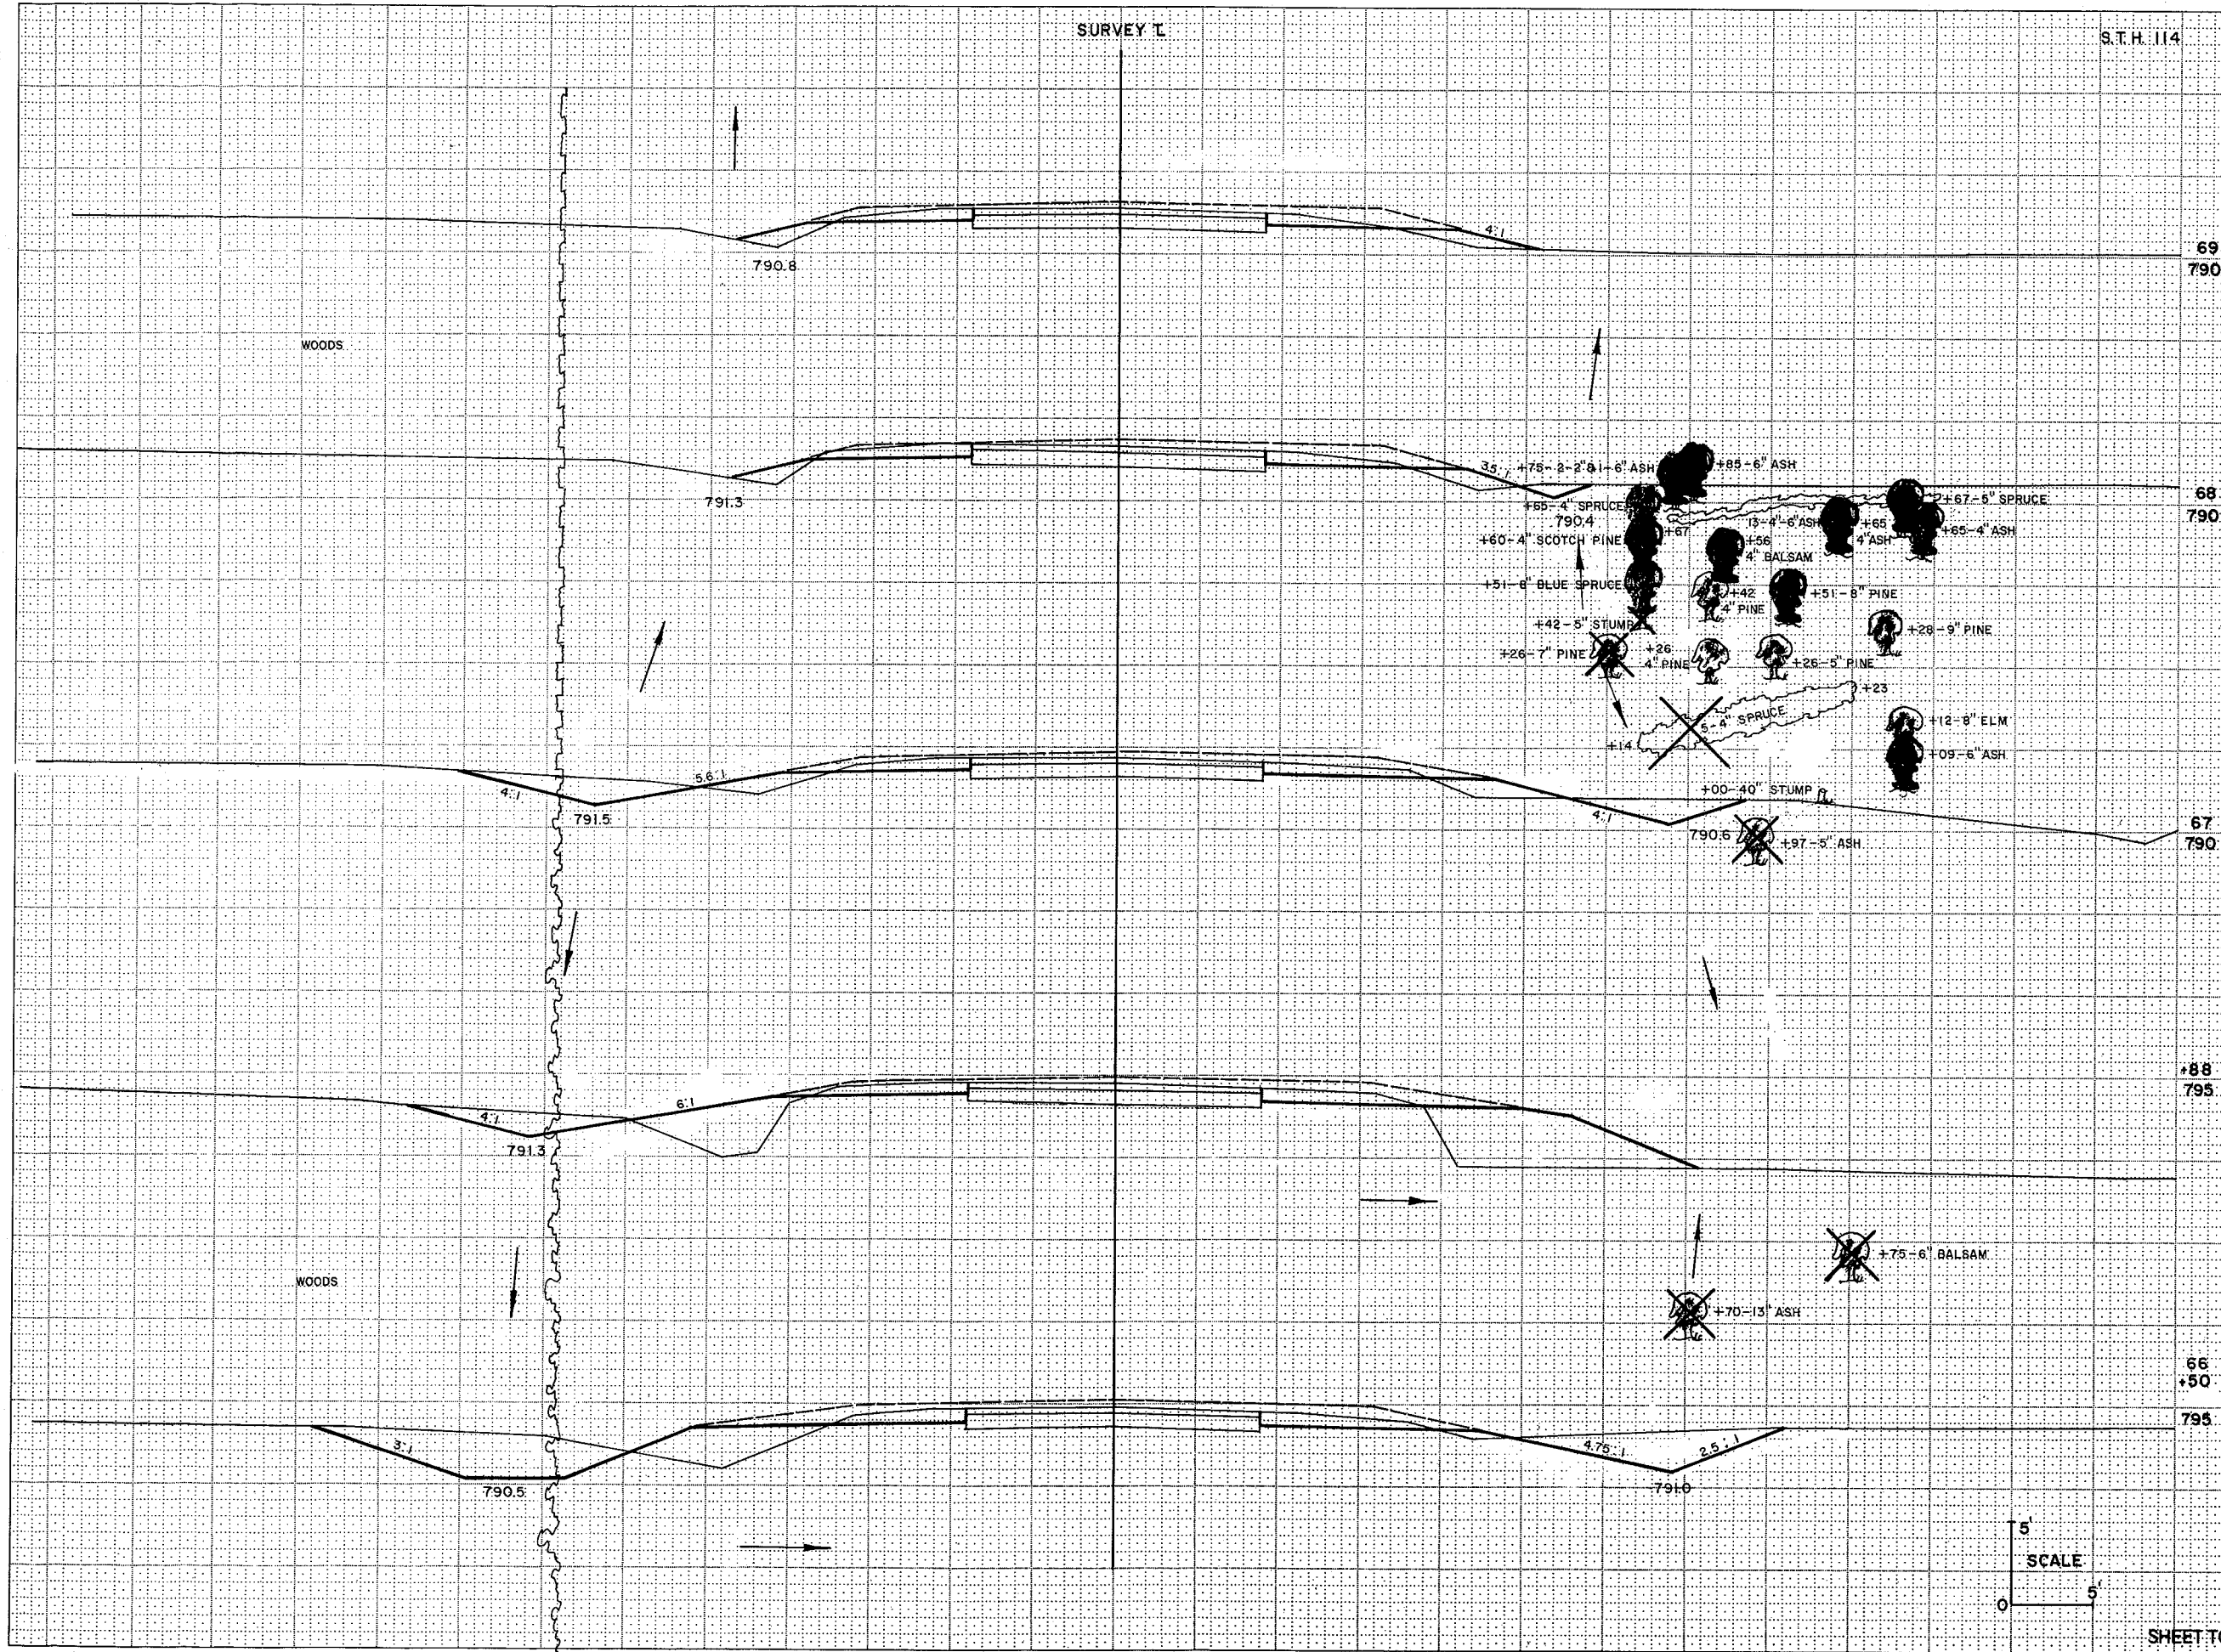 SURVEY ℄
S.T.H. 114
4:1
790.8
69
790
WOODS
3.5:1
+75-2-2"&1-6" ASH
+85-6" ASH
791.3
68
790
+65-4" SPRUCE
+67-5" SPRUCE
790.4
+67
13-4"-6" ASH
+65
4" ASH
+65-4" ASH
+60-4" SCOTCH PINE
+56
4" BALSAM
+51-8" BLUE SPRUCE
+42
4" PINE
+51-8" PINE
+42-5" STUMP
+28-9" PINE
+26-7" PINE
+26
4" PINE
+26-5" PINE
+23
5-4" SPRUCE
+14
+12-8" ELM
+09-6" ASH
5.6:1
4:1
791.5
+00-40" STUMP
4:1
790.6
+97-5" ASH
67
790
+88
795
4:1
6:1
791.3
+75-6" BALSAM
WOODS
+70-13" ASH
66
+50
795
3:1
4.75:1
2.5:1
790.5
791.0
5'
SCALE
0
5'
SHEET TO